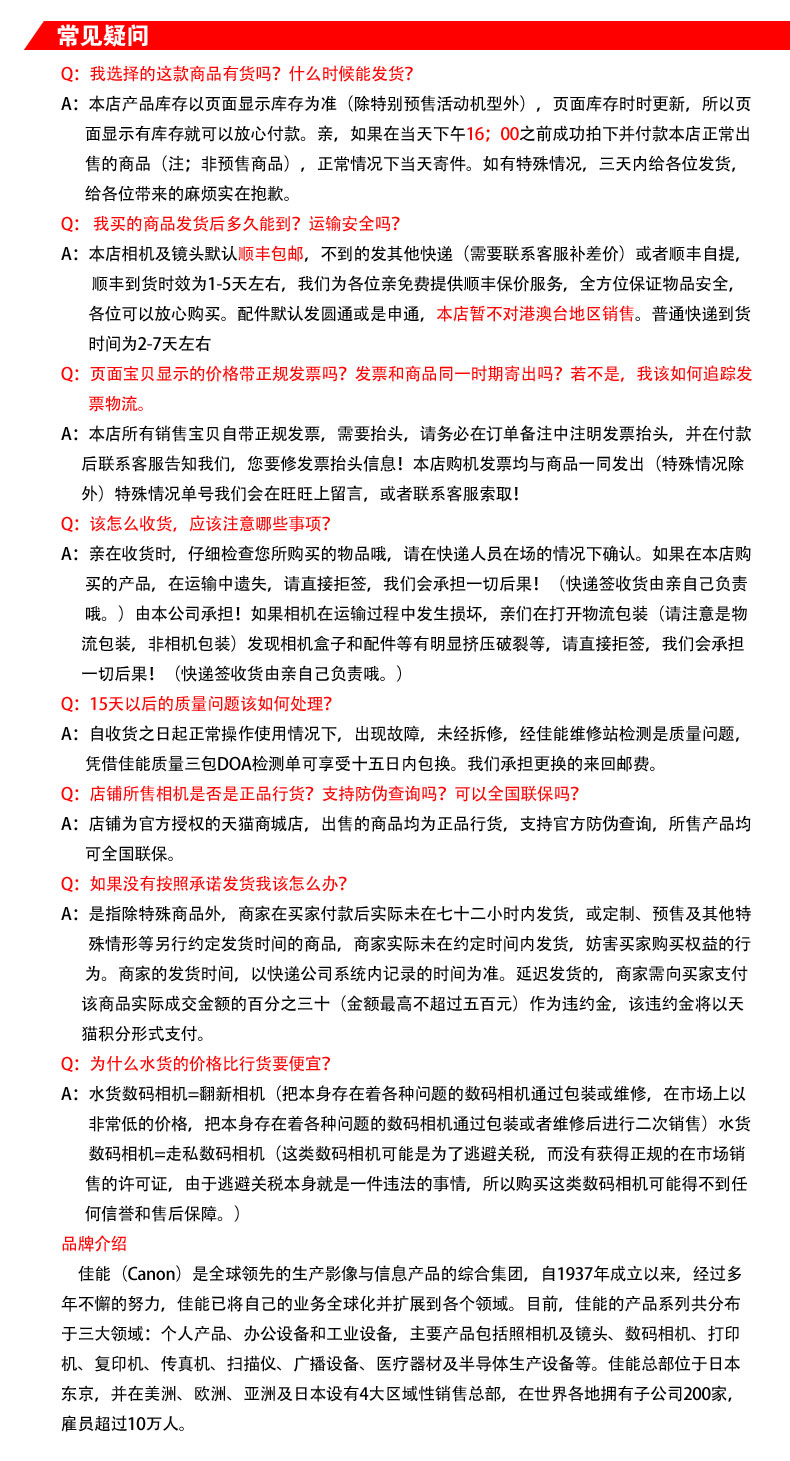 常见疑问
Q：我选择的这款商品有货吗？什么时候能发货？
A：本店产品库存以页面显示库存为准（除特别预售活动机型外），页面库存时时更新，所以页
面显示有库存就可以放心付款。亲，如果在当天下午16；00之前成功拍下并付款本店正常出
售的商品（注；非预售商品），正常情况下当天寄件。如有特殊情况，三天内给各位发货，
给各位带来的麻烦实在抱歉。
Q： 我买的商品发货后多久能到？运输安全吗？
A：本店相机及镜头默认顺丰包邮，不到的发其他快递（需要联系客服补差价）或者顺丰自提，
顺丰到货时效为1-5天左右，我们为各位亲免费提供顺丰保价服务，全方位保证物品安全，
各位可以放心购买。配件默认发圆通或是申通，本店暂不对港澳台地区销售。普通快递到货
时间为2-7天左右
Q：页面宝贝显示的价格带正规发票吗？发票和商品同一时期寄出吗？若不是，我该如何追踪发
票物流。
A：本店所有销售宝贝自带正规发票，需要抬头，请务必在订单备注中注明发票抬头，并在付款
后联系客服告知我们，您要修发票抬头信息！本店购机发票均与商品一同发出（特殊情况除
外）特殊情况单号我们会在旺旺上留言，或者联系客服索取！
Q：该怎么收货，应该注意哪些事项？
A：亲在收货时，仔细检查您所购买的物品哦，请在快递人员在场的情况下确认。如果在本店购
买的产品，在运输中遗失，请直接拒签，我们会承担一切后果！（快递签收货由亲自己负责
哦。）由本公司承担！如果相机在运输过程中发生损坏，亲们在打开物流包装（请注意是物
流包装，非相机包装）发现相机盒子和配件等有明显挤压破裂等，请直接拒签，我们会承担
一切后果！（快递签收货由亲自己负责哦。）
Q：15天以后的质量问题该如何处理？
A：自收货之日起正常操作使用情况下，出现故障，未经拆修，经佳能维修站检测是质量问题，
凭借佳能质量三包DOA检测单可享受十五日内包换。我们承担更换的来回邮费。
Q：店铺所售相机是否是正品行货？支持防伪查询吗？可以全国联保吗？
A：店铺为官方授权的天猫商城店，出售的商品均为正品行货，支持官方防伪查询，所售产品均
可全国联保。
Q：如果没有按照承诺发货我该怎么办？
A：是指除特殊商品外，商家在买家付款后实际未在七十二小时内发货，或定制、预售及其他特
殊情形等另行约定发货时间的商品，商家实际未在约定时间内发货，妨害买家购买权益的行
为。商家的发货时间，以快递公司系统内记录的时间为准。延迟发货的，商家需向买家支付
该商品实际成交金额的百分之三十（金额最高不超过五百元）作为违约金，该违约金将以天
猫积分形式支付。
Q：为什么水货的价格比行货要便宜？
A：水货数码相机=翻新相机（把本身存在着各种问题的数码相机通过包装或维修，在市场上以
非常低的价格，把本身存在着各种问题的数码相机通过包装或者维修后进行二次销售）水货
数码相机=走私数码相机（这类数码相机可能是为了逃避关税，而没有获得正规的在市场销
售的许可证，由于逃避关税本身就是一件违法的事情，所以购买这类数码相机可能得不到任
何信誉和售后保障。）
品牌介绍
佳能（Canon）是全球领先的生产影像与信息产品的综合集团，自1937年成立以来，经过多
年不懈的努力，佳能已将自己的业务全球化并扩展到各个领域。目前，佳能的产品系列共分布
于三大领域：个人产品、办公设备和工业设备，主要产品包括照相机及镜头、数码相机、打印
机、复印机、传真机、扫描仪、广播设备、医疗器材及半导体生产设备等。佳能总部位于日本
东京，并在美洲、欧洲、亚洲及日本设有4大区域性销售总部，在世界各地拥有子公司200家，
雇员超过10万人。